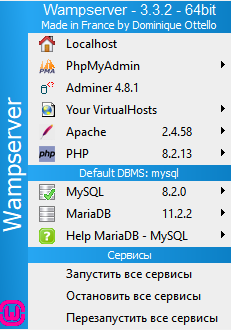 Wampserver - 3.3.2 - 64bit
Made in France by Dominique Ottello
Wampserver
Localhost
PMA PhpMyAdmin
Adminer 4.8.1
Your VirtualHosts
Apache 2.4.58
php PHP 8.2.13
Default DBMS: mysql
MySQL 8.2.0
MariaDB 11.2.2
Help MariaDB - MySQL
Сервисы
Запустить все сервисы
Остановить все сервисы
Перезапустить все сервисы